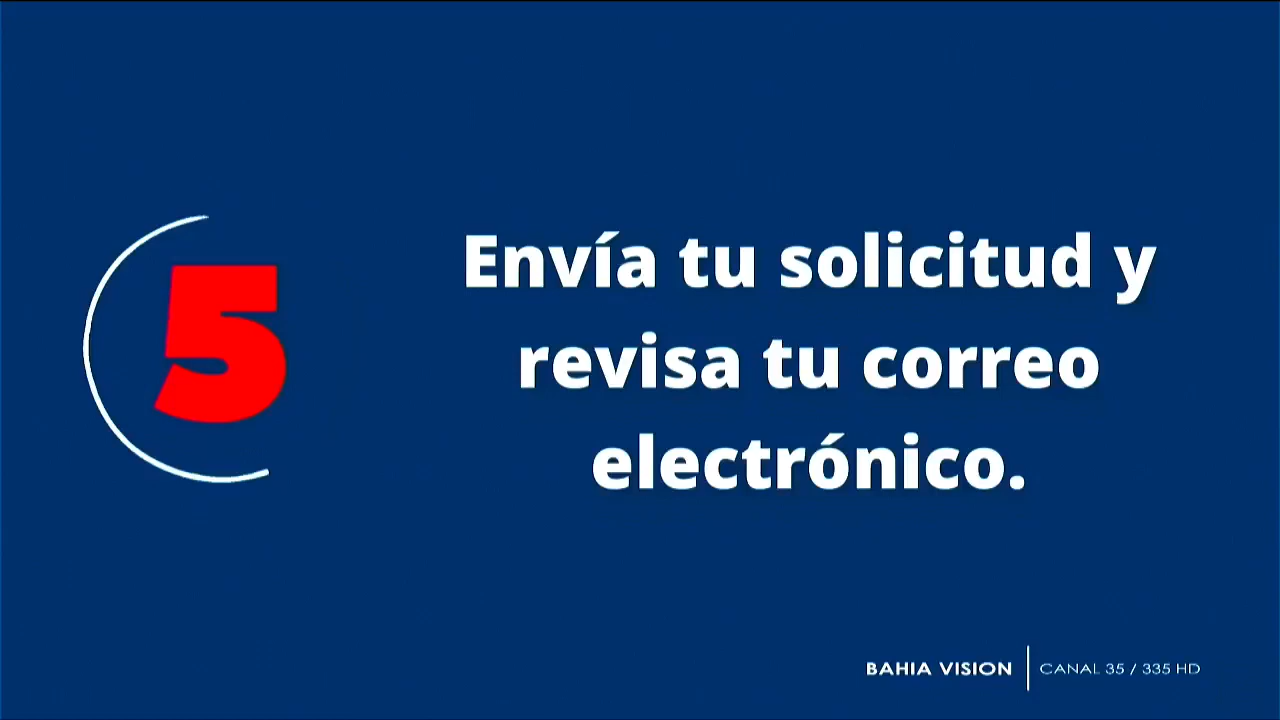 5
Envía tu solicitud y
revisa tu correo
electrónico.
BAHIA VISION | CANAL 35 / 335 HD